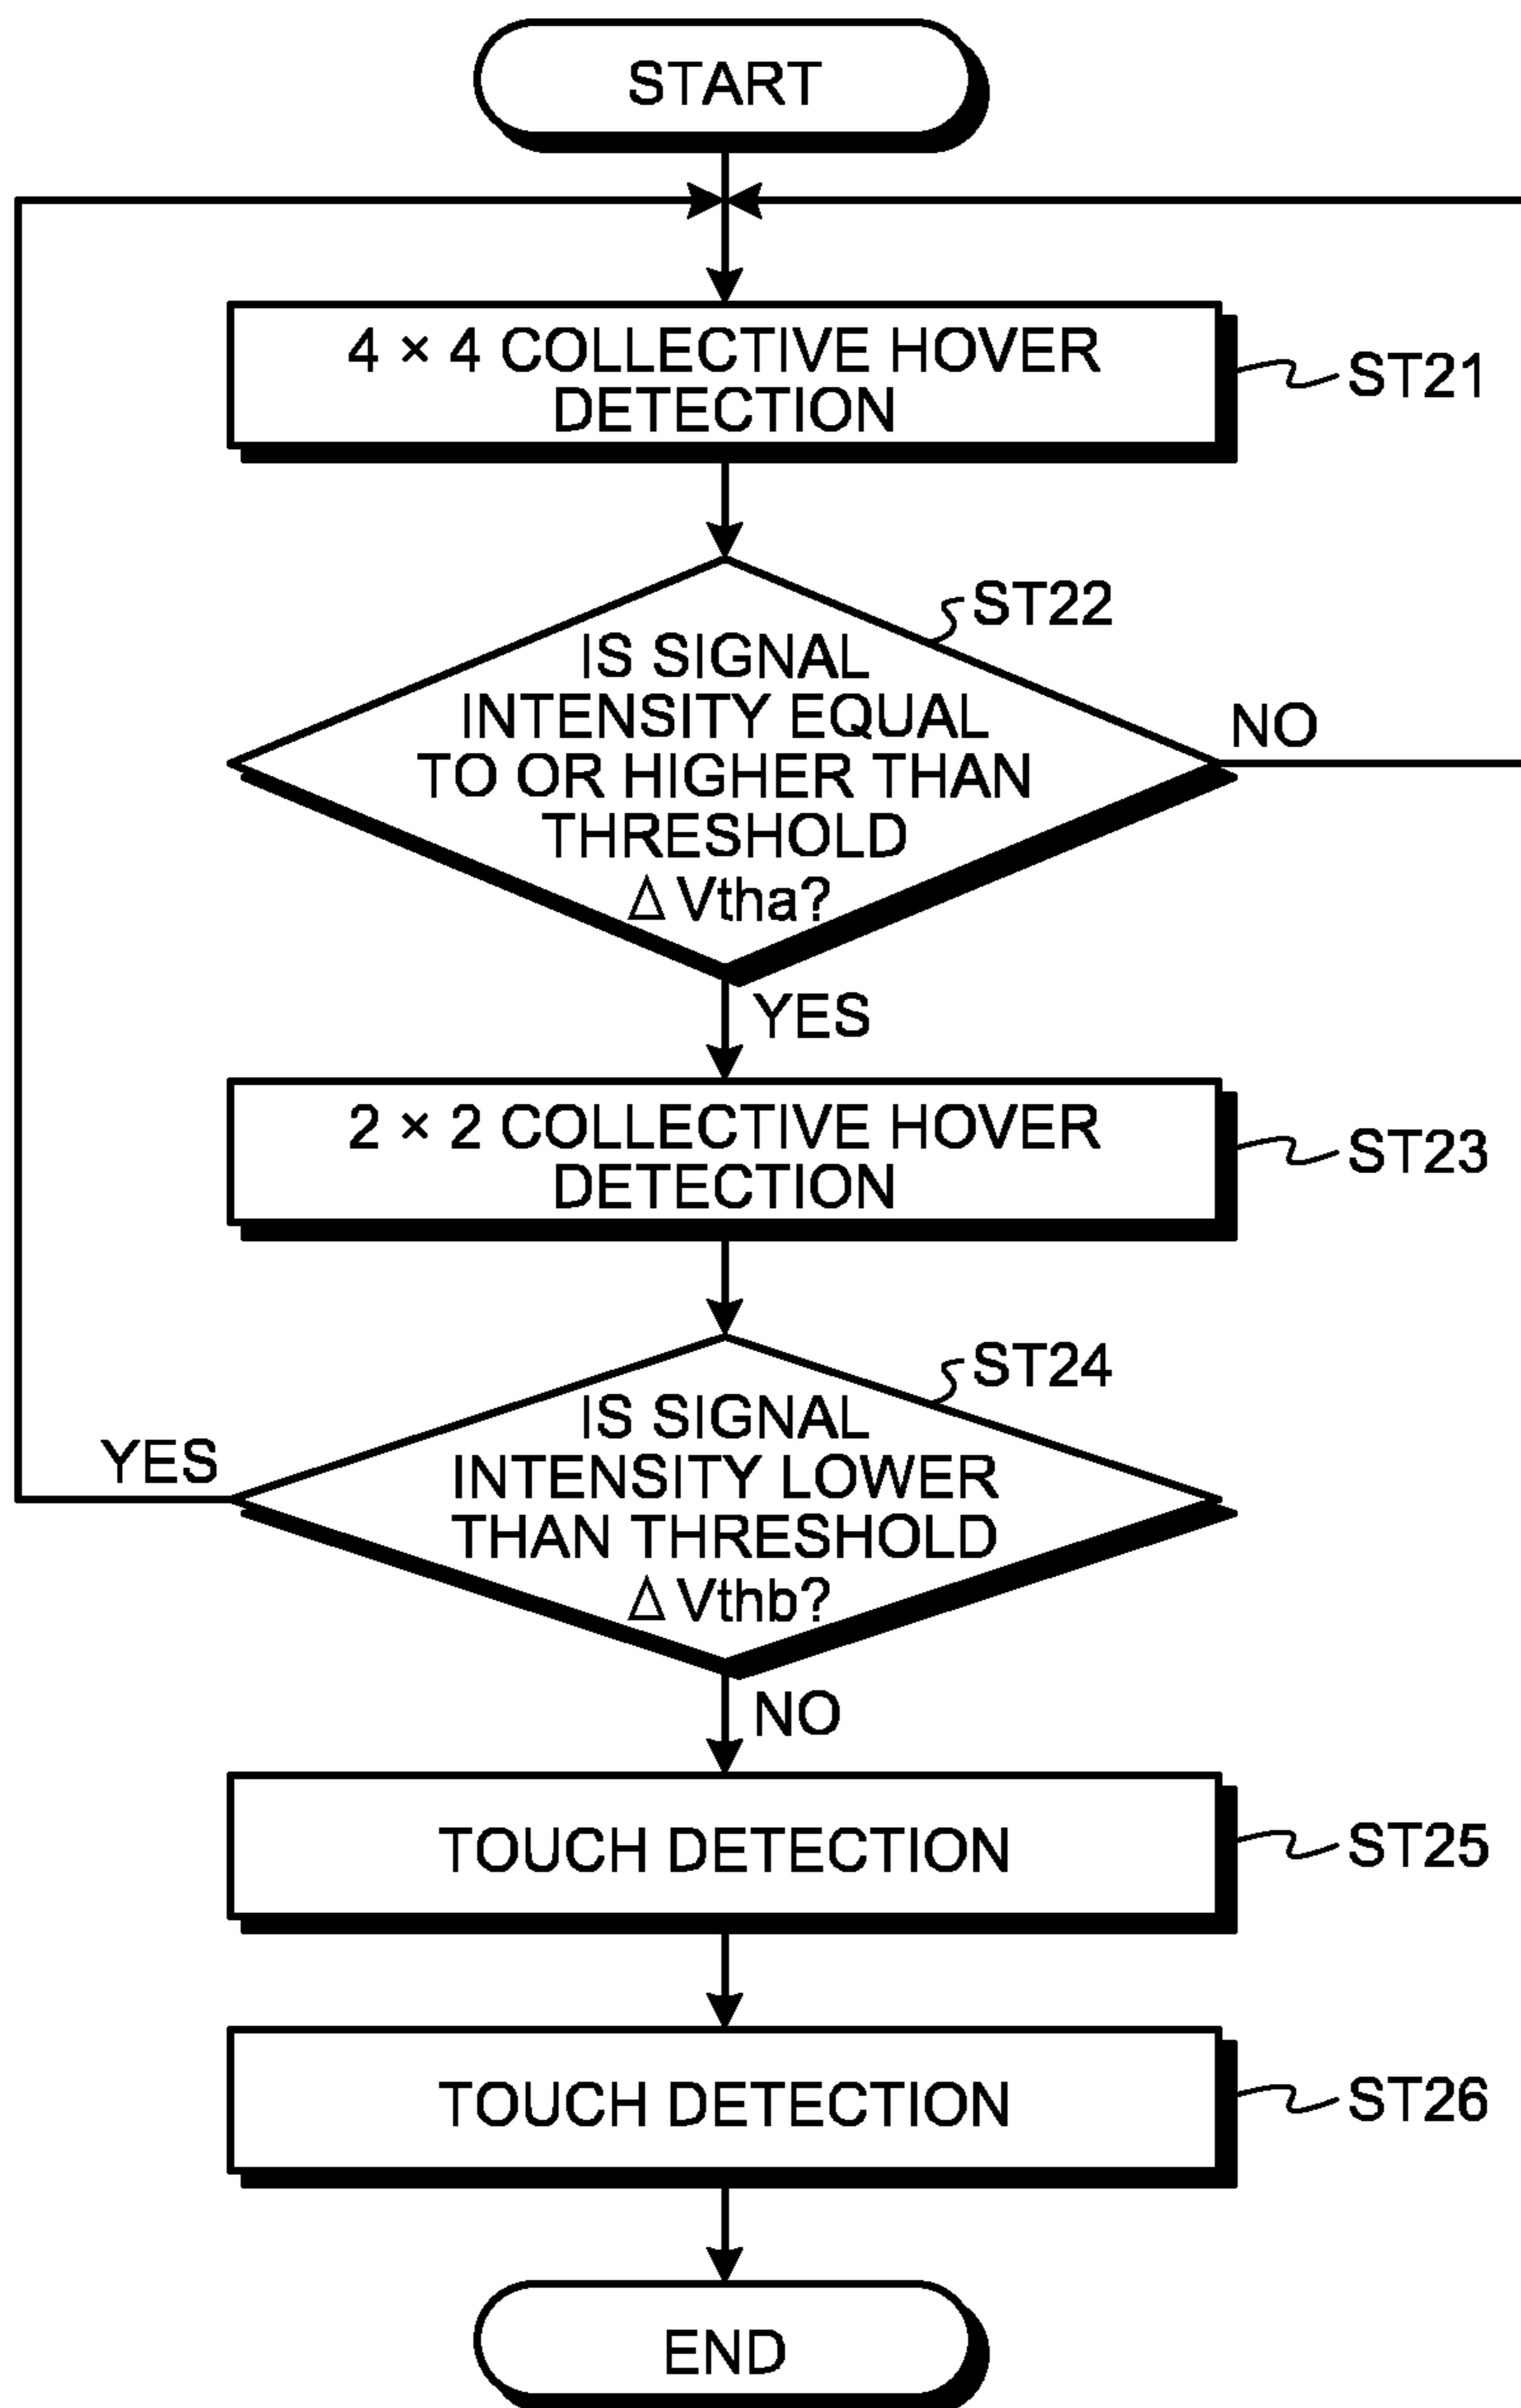 START
4 × 4 COLLECTIVE HOVER
DETECTION
ST21
ST22
IS SIGNAL
INTENSITY EQUAL
TO OR HIGHER THAN
THRESHOLD
Δ Vtha?
NO
YES
2 × 2 COLLECTIVE HOVER
DETECTION
ST23
ST24
IS SIGNAL
INTENSITY LOWER
THAN THRESHOLD
Δ Vthb?
YES
NO
TOUCH DETECTION
ST25
TOUCH DETECTION
ST26
END